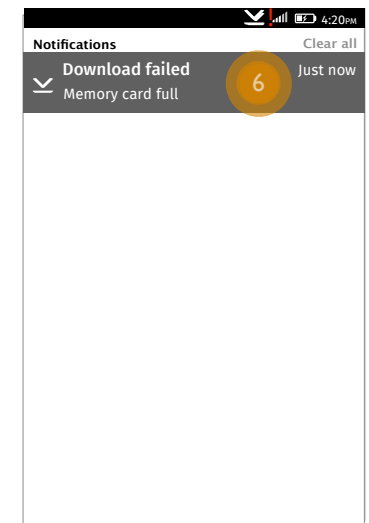 4:20PM
Notifications Clear all
Download failed Just now
Memory card full
6